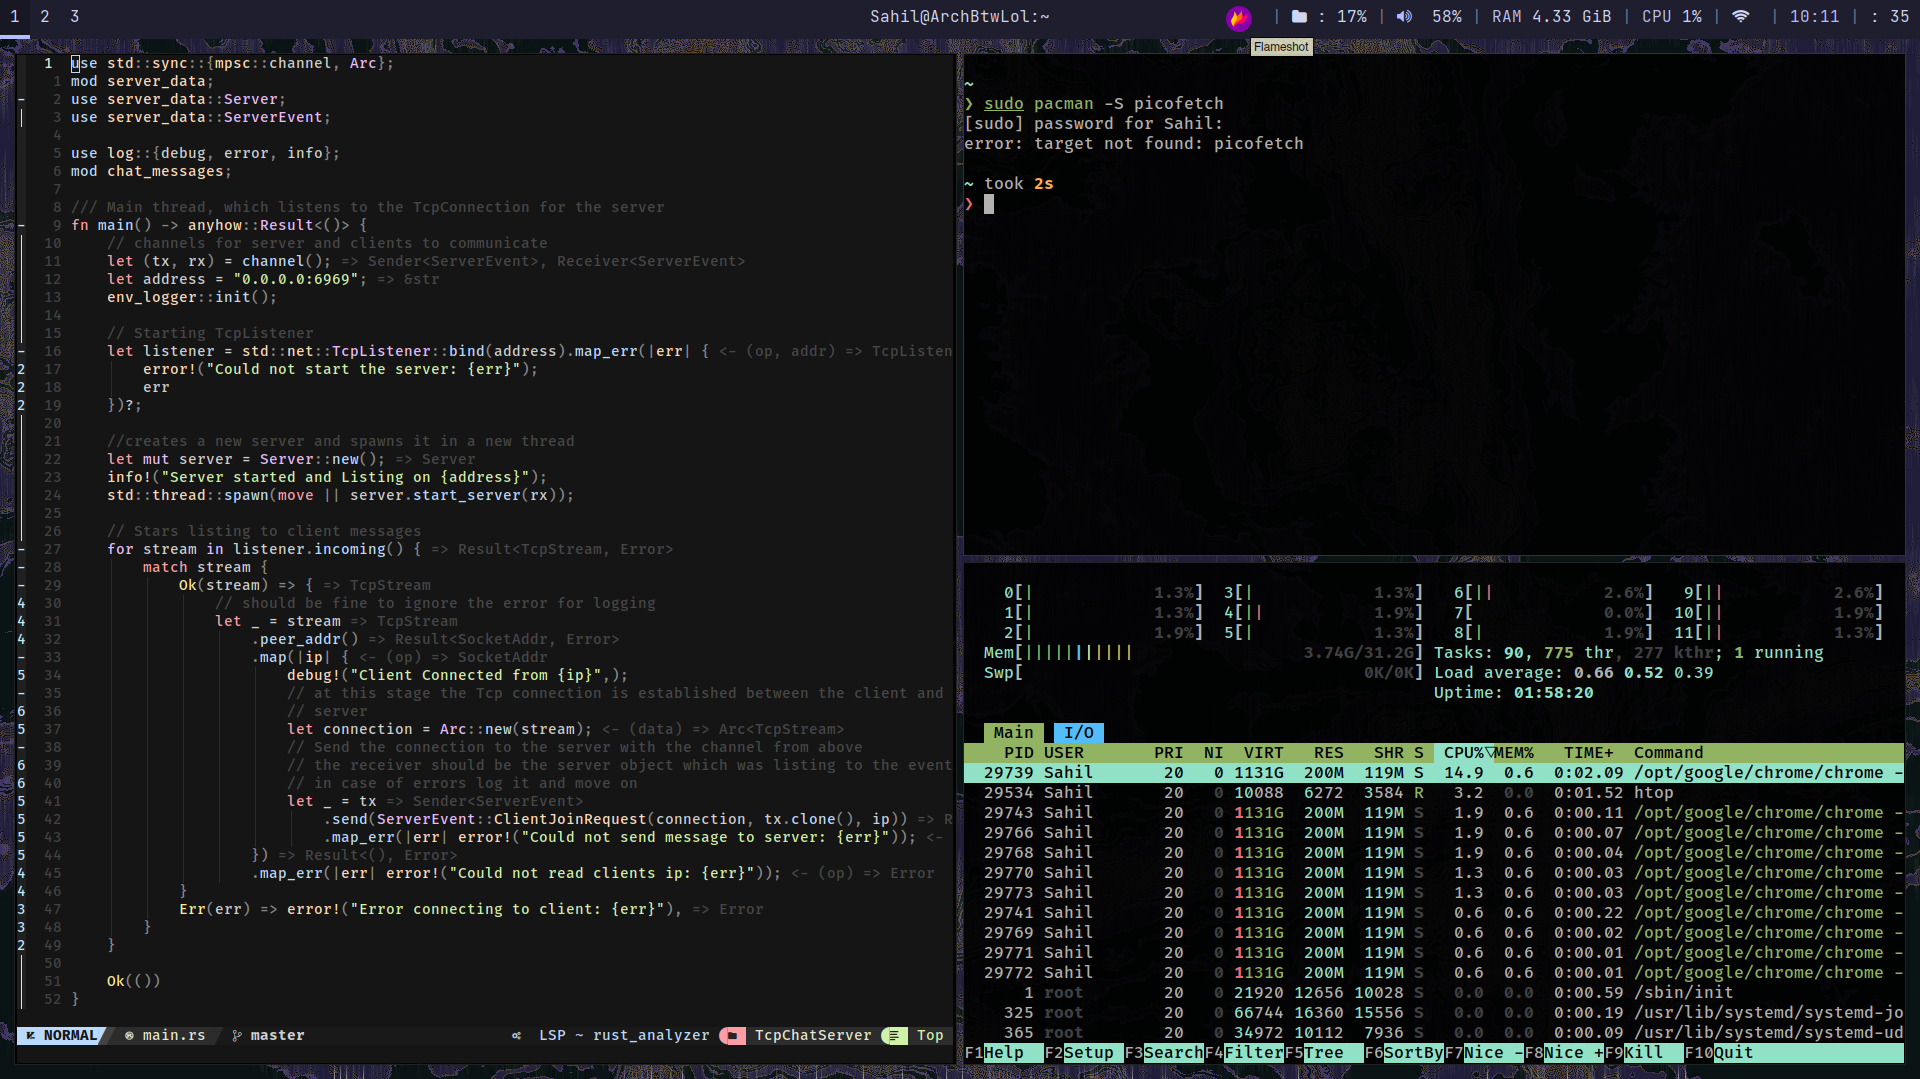 1 2 3 Sahil@ArchBtwLol:~ | : 17% | 58% | RAM 4.33 GiB | CPU 1% | | 10:11 | : 35
Flameshot
1 use std::sync::{mpsc::channel, Arc};
1 mod server_data;
- 2 use server_data::Server;
3 use server_data::ServerEvent;
4
5 use log::{debug, error, info};
6 mod chat_messages;
7
8 /// Main thread, which listens to the TcpConnection for the server
- 9 fn main() -> anyhow::Result<()> {
10 // channels for server and clients to communicate
11 let (tx, rx) = channel(); => Sender<ServerEvent>, Receiver<ServerEvent>
12 let address = "0.0.0.0:6969"; => &str
13 env_logger::init();
14
15 // Starting TcpListener
- 16 let listener = std::net::TcpListener::bind(address).map_err(|err| { <- (op, addr) => TcpListen
2 17 error!("Could not start the server: {err}");
2 18 err
2 19 })?;
20
21 //creates a new server and spawns it in a new thread
22 let mut server = Server::new(); => Server
23 info!("Server started and Listing on {address}");
24 std::thread::spawn(move || server.start_server(rx));
25
26 // Stars listing to client messages
- 27 for stream in listener.incoming() { => Result<TcpStream, Error>
- 28 match stream {
- 29 Ok(stream) => { => TcpStream
4 30 // should be fine to ignore the error for logging
4 31 let _ = stream => TcpStream
4 32 .peer_addr() => Result<SocketAddr, Error>
- 33 .map(|ip| { <- (op) => SocketAddr
5 34 debug!("Client Connected from {ip}",);
- 35 // at this stage the Tcp connection is established between the client and
6 36 // server
5 37 let connection = Arc::new(stream); <- (data) => Arc<TcpStream>
- 38 // Send the connection to the server with the channel from above
6 39 // the receiver should be the server object which was listing to the event
6 40 // in case of errors log it and move on
5 41 let _ = tx => Sender<ServerEvent>
5 42 .send(ServerEvent::ClientJoinRequest(connection, tx.clone(), ip)) => R
5 43 .map_err(|err| error!("Could not send message to server: {err}")); <-
5 44 }) => Result<(), Error>
4 45 .map_err(|err| error!("Could not read clients ip: {err}")); <- (op) => Error
4 46 }
3 47 Err(err) => error!("Error connecting to client: {err}"), => Error
3 48 }
2 49 }
50
51 Ok(())
52 }
NORMAL main.rs master LSP ~ rust_analyzer TcpChatServer Top
~
❯ sudo pacman -S picofetch
[sudo] password for Sahil:
error: target not found: picofetch
~ took 2s
❯
0[| 1.3%] 3[| 1.3%] 6[|| 2.6%] 9[|| 2.6%]
1[| 1.3%] 4[|| 1.9%] 7[ 0.0%] 10[|| 1.9%]
2[| 1.9%] 5[| 1.3%] 8[| 1.9%] 11[|| 1.3%]
Mem[||||||||||| 3.74G/31.2G] Tasks: 90, 775 thr, 277 kthr; 1 running
Swp[ 0K/0K] Load average: 0.66 0.52 0.39
Uptime: 01:58:20
Main I/O
PID USER PRI NI VIRT RES SHR S CPU%▽MEM% TIME+ Command
29739 Sahil 20 0 1131G 200M 119M S 14.9 0.6 0:02.09 /opt/google/chrome/chrome -
29534 Sahil 20 0 10088 6272 3584 R 3.2 0.0 0:01.52 htop
29743 Sahil 20 0 1131G 200M 119M S 1.9 0.6 0:00.11 /opt/google/chrome/chrome -
29766 Sahil 20 0 1131G 200M 119M S 1.9 0.6 0:00.07 /opt/google/chrome/chrome -
29768 Sahil 20 0 1131G 200M 119M S 1.9 0.6 0:00.04 /opt/google/chrome/chrome -
29770 Sahil 20 0 1131G 200M 119M S 1.3 0.6 0:00.03 /opt/google/chrome/chrome -
29773 Sahil 20 0 1131G 200M 119M S 1.3 0.6 0:00.03 /opt/google/chrome/chrome -
29741 Sahil 20 0 1131G 200M 119M S 0.6 0.6 0:00.22 /opt/google/chrome/chrome -
29769 Sahil 20 0 1131G 200M 119M S 0.6 0.6 0:00.02 /opt/google/chrome/chrome -
29771 Sahil 20 0 1131G 200M 119M S 0.6 0.6 0:00.01 /opt/google/chrome/chrome -
29772 Sahil 20 0 1131G 200M 119M S 0.6 0.6 0:00.01 /opt/google/chrome/chrome -
1 root 20 0 21920 12656 10028 S 0.0 0.0 0:00.59 /sbin/init
325 root 20 0 66744 16360 15556 S 0.0 0.0 0:00.19 /usr/lib/systemd/systemd-jo
365 root 20 0 34972 10112 7936 S 0.0 0.0 0:00.09 /usr/lib/systemd/systemd-ud
F1Help F2Setup F3SearchF4FilterF5Tree F6SortByF7Nice -F8Nice +F9Kill F10Quit